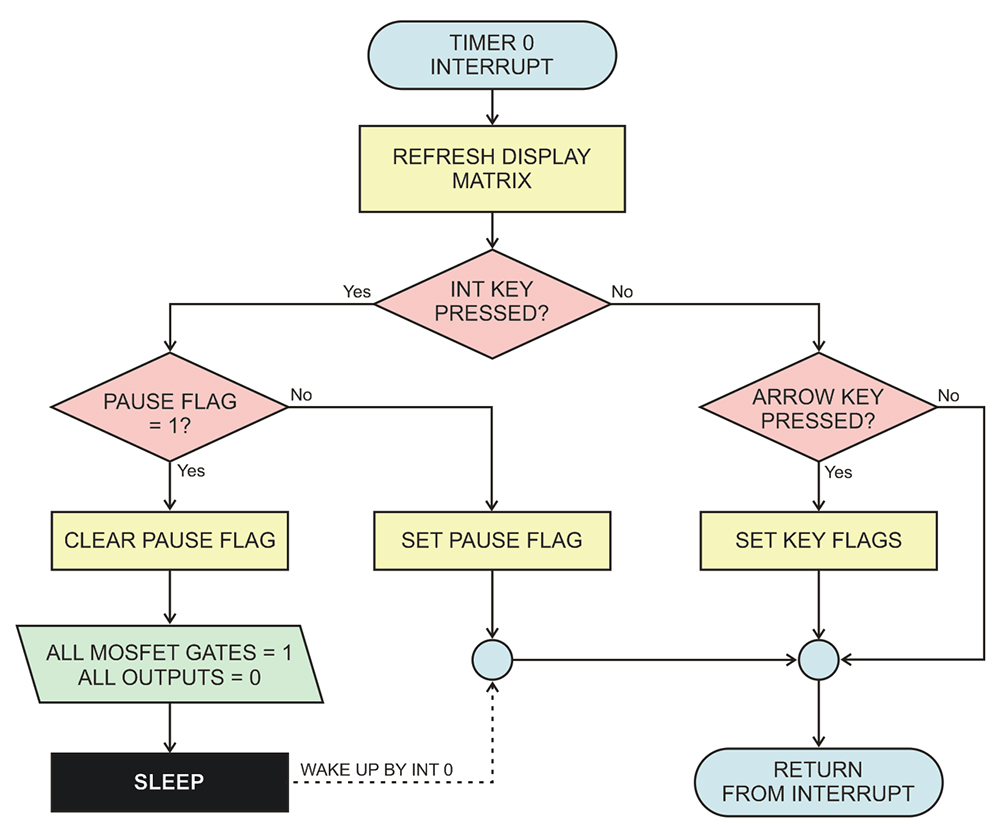 TIMER 0
INTERRUPT
REFRESH DISPLAY
MATRIX
INT KEY
PRESSED?
Yes
No
PAUSE FLAG
= 1?
No
Yes
ARROW KEY
PRESSED?
No
Yes
CLEAR PAUSE FLAG
SET PAUSE FLAG
SET KEY FLAGS
ALL MOSFET GATES = 1
ALL OUTPUTS = 0
SLEEP
WAKE UP BY INT 0
RETURN
FROM INTERRUPT